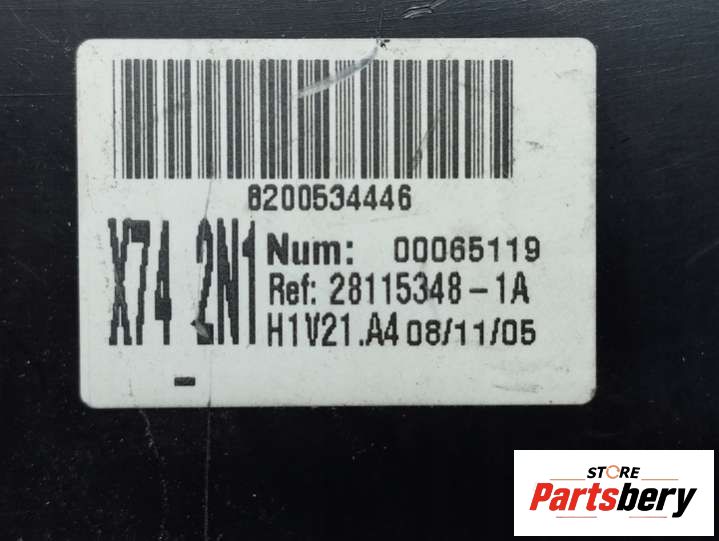 8200534446
X74 2N1
Num: 00065119
Ref: 28115348-1A
H1V21.A4 08/11/05
-
STORE
Partsbery